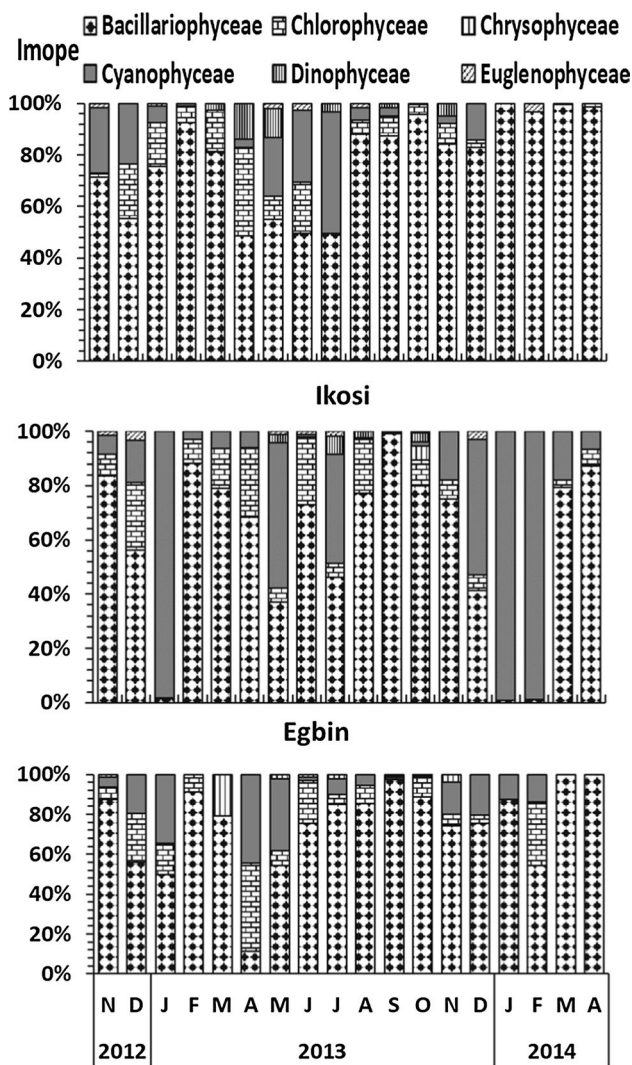 Bacillariophyceae Chlorophyceae Chrysophyceae
Imope
Cyanophyceae Dinophyceae Euglenophyceae
100%
80%
60%
40%
20%
0%
Ikosi
100%
80%
60%
40%
20%
0%
Egbin
100%
80%
60%
40%
20%
0%
N D J F M A M J J A S O N D J F M A
2012 2013 2014